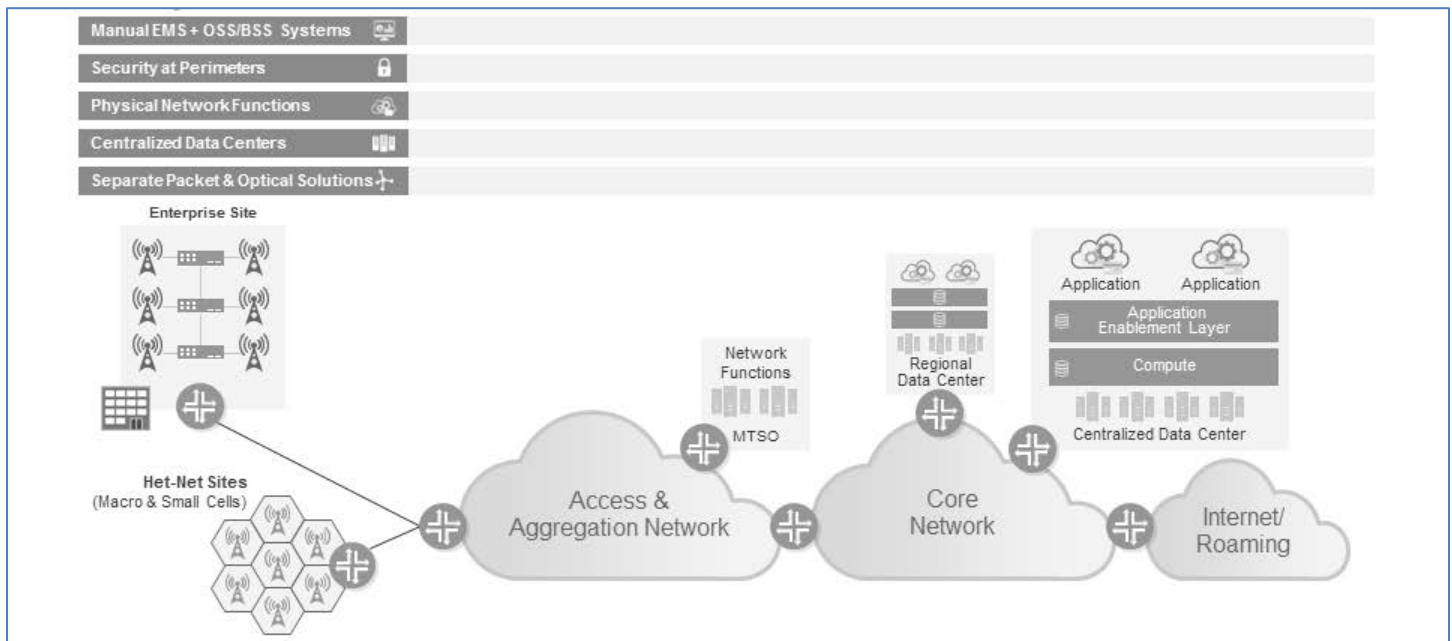 Manual EMS + OSS/BSS Systems
Security at Perimeters
Physical Network Functions
Centralized Data Centers
Separate Packet & Optical Solutions
Enterprise Site
Application
Application
Application
Enablement Layer
Compute
Centralized Data Center
Regional
Data Center
Network
Functions
MTSO
Het-Net Sites
(Macro & Small Cells)
Access &
Aggregation Network
Core
Network
Internet/
Roaming